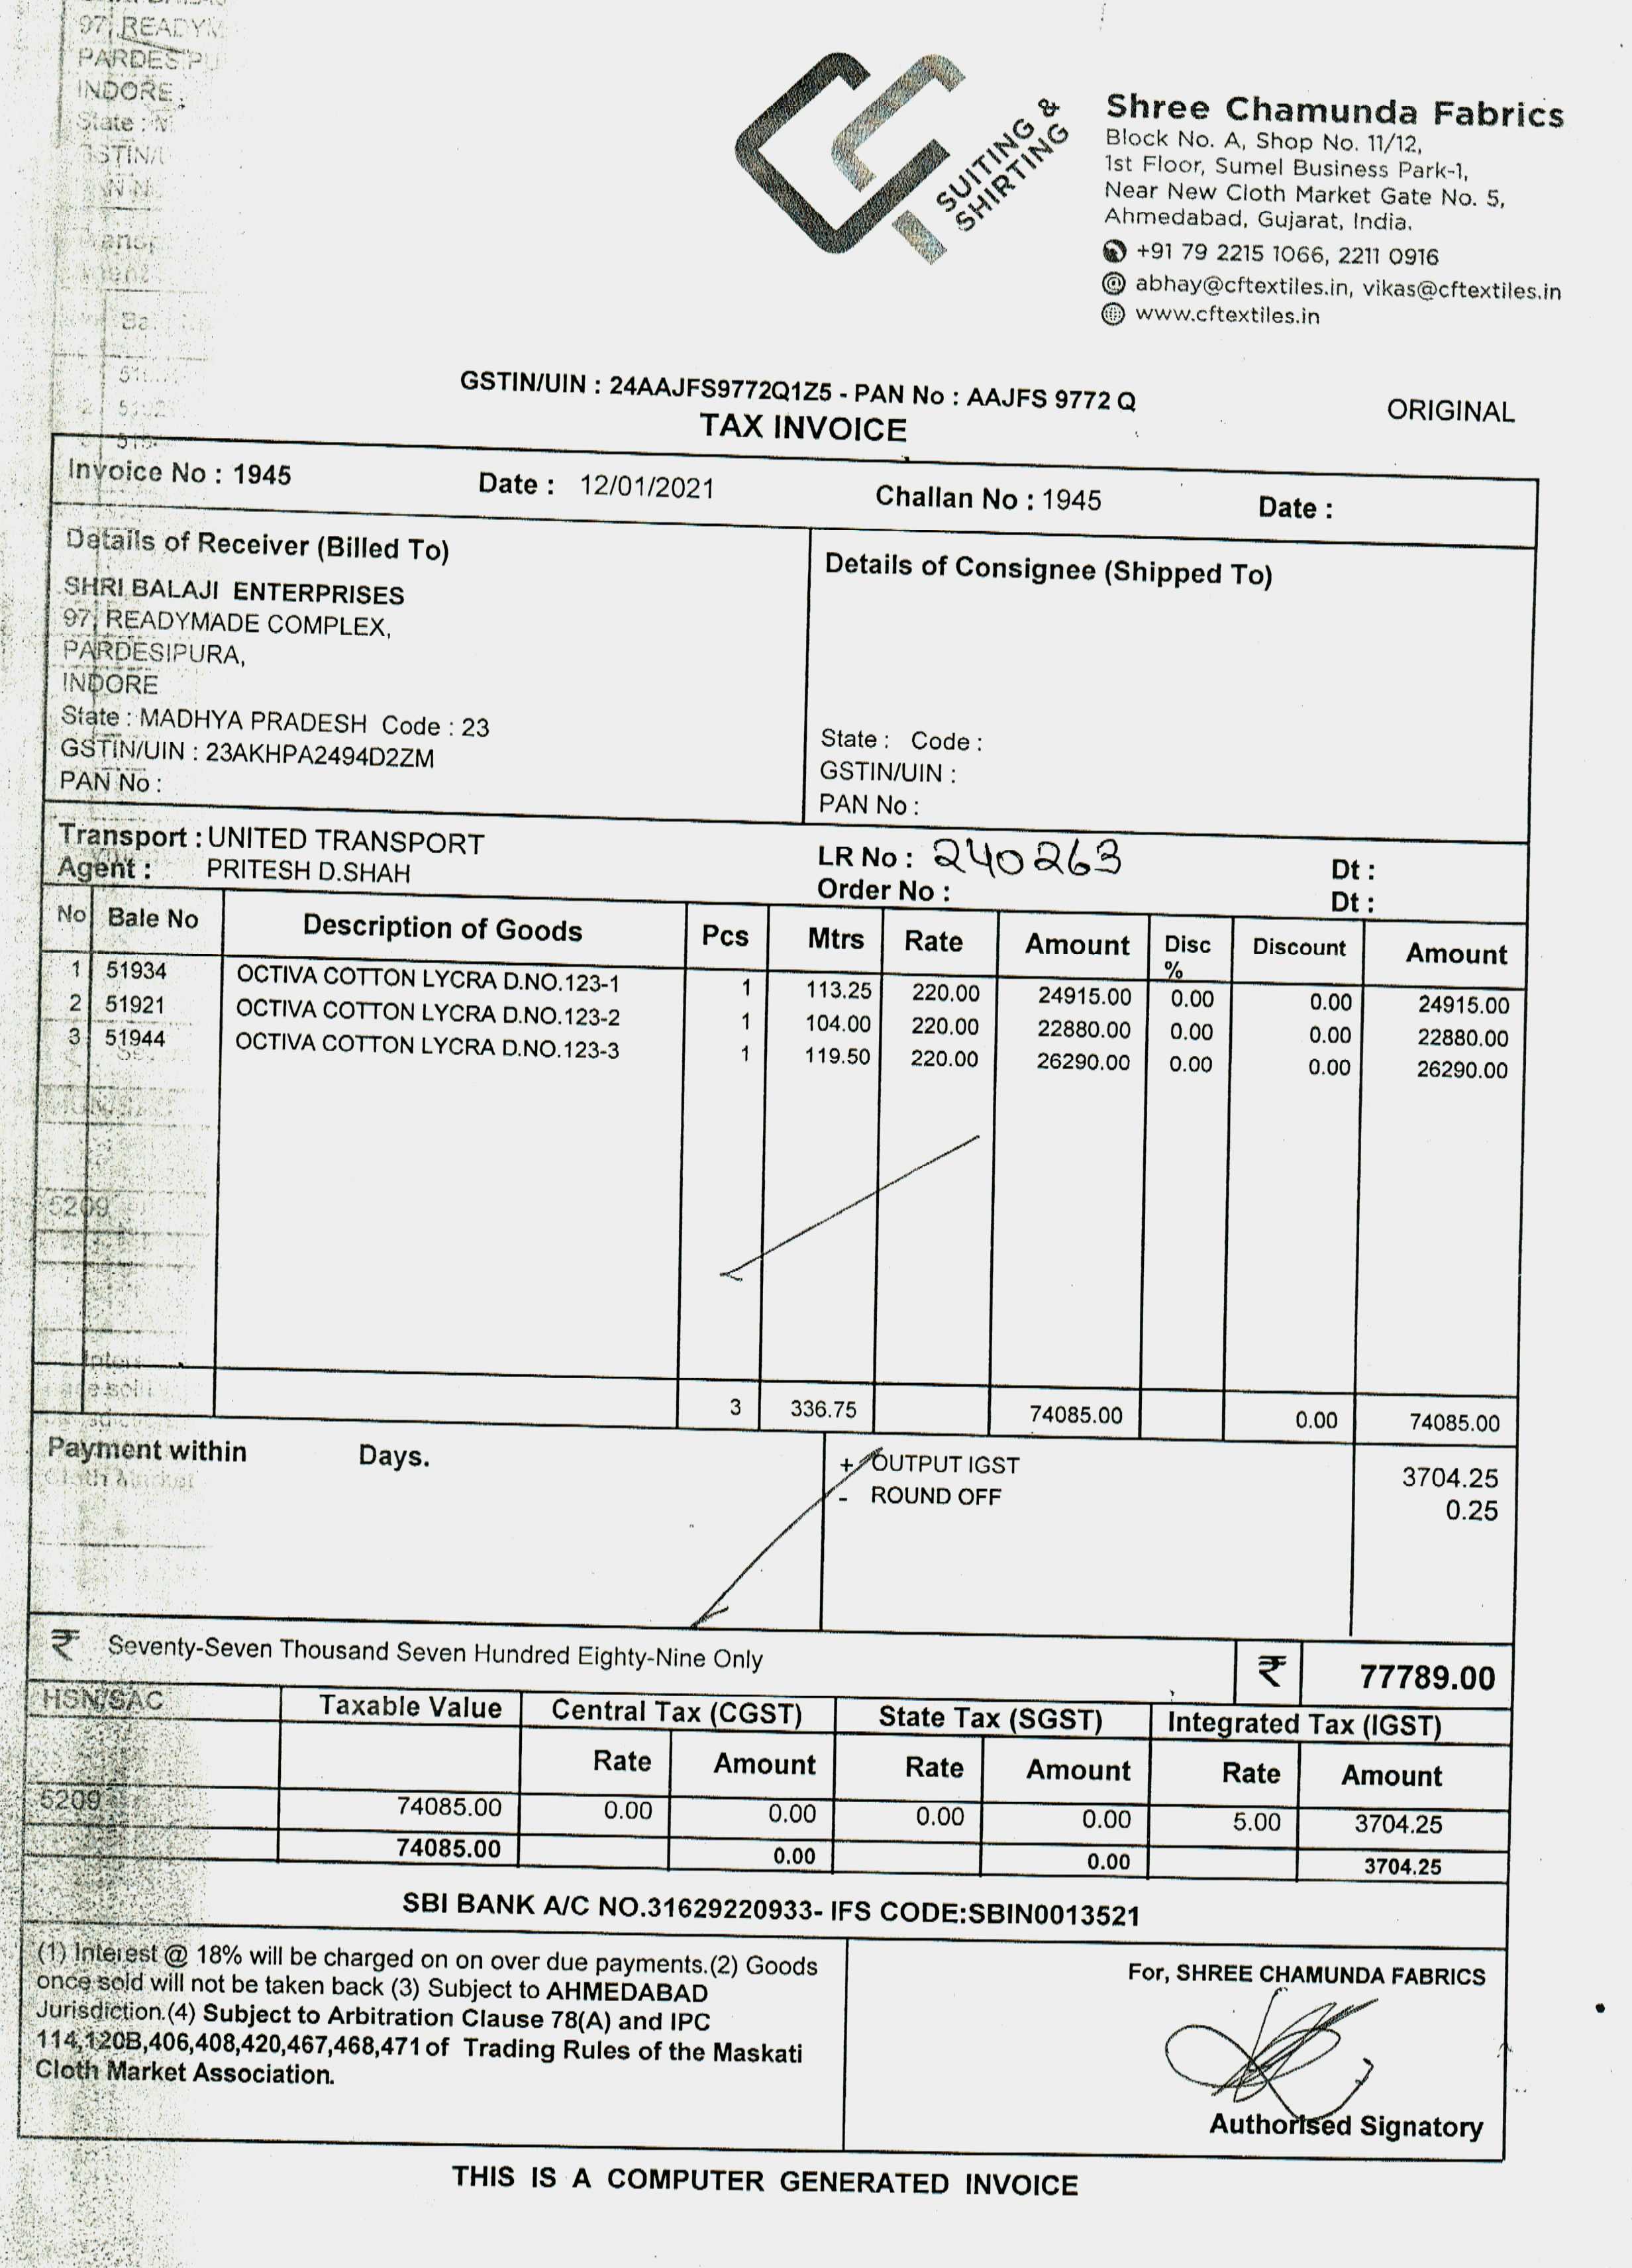 97, READYM
PARDESIPU
INDORE
State : M
GSTIN/U
SUITING &
SHIRTING
Shree Chamunda Fabrics
Block No. A, Shop No. 11/12,
1st Floor, Sumel Business Park-1,
Near New Cloth Market Gate No. 5,
Ahmedabad, Gujarat, India.
+91 79 2215 1066, 2211 0916
abhay@cftextiles.in, vikas@cftextiles.in
www.cftextiles.in
GSTIN/UIN : 24AAJFS9772Q1Z5 - PAN No : AAJFS 9772 Q
ORIGINAL
TAX INVOICE
Invoice No : 1945 Date : 12/01/2021 Challan No : 1945 Date :
Details of Receiver (Billed To)
SHRI BALAJI ENTERPRISES
97, READYMADE COMPLEX,
PARDESIPURA,
INDORE
State : MADHYA PRADESH Code : 23
GSTIN/UIN : 23AKHPA2494D2ZM
PAN No :
Details of Consignee (Shipped To)
State : Code :
GSTIN/UIN :
PAN No :
Transport : UNITED TRANSPORT LR No : 240263 Dt :
Agent : PRITESH D.SHAH Order No : Dt :
No Bale No Description of Goods Pcs Mtrs Rate Amount Disc % Discount Amount
1 51934 OCTIVA COTTON LYCRA D.NO.123-1 1 113.25 220.00 24915.00 0.00 0.00 24915.00
2 51921 OCTIVA COTTON LYCRA D.NO.123-2 1 104.00 220.00 22880.00 0.00 0.00 22880.00
3 51944 OCTIVA COTTON LYCRA D.NO.123-3 1 119.50 220.00 26290.00 0.00 0.00 26290.00
5209
3 336.75 74085.00 0.00 74085.00
Payment within Days.
+ OUTPUT IGST 3704.25
- ROUND OFF 0.25
₹ Seventy-Seven Thousand Seven Hundred Eighty-Nine Only ₹ 77789.00
HSN/SAC Taxable Value Central Tax (CGST) State Tax (SGST) Integrated Tax (IGST)
Rate Amount Rate Amount Rate Amount
5209 74085.00 0.00 0.00 0.00 0.00 5.00 3704.25
74085.00 0.00 0.00 3704.25
SBI BANK A/C NO.31629220933- IFS CODE:SBIN0013521
(1) Interest @ 18% will be charged on on over due payments.(2) Goods
once sold will not be taken back (3) Subject to AHMEDABAD
Jurisdiction.(4) Subject to Arbitration Clause 78(A) and IPC
114,120B,406,408,420,467,468,471 of Trading Rules of the Maskati
Cloth Market Association.
For, SHREE CHAMUNDA FABRICS
Authorised Signatory
THIS IS A COMPUTER GENERATED INVOICE